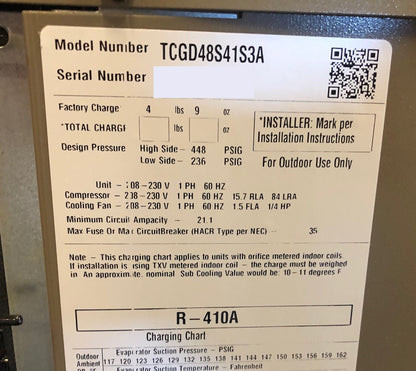 Model Number TCGD48S41S3A
Serial Number
Factory Charge 4 lbs 9 oz
*TOTAL CHARGE lbs oz
*INSTALLER: Mark per
Installation Instructions
Design Pressure High Side - 448 PSIG
Low Side - 236 PSIG
For Outdoor Use Only
Unit - 208-230 V 1 PH 60 HZ
Compressor - 208-230 V 1 PH 60 HZ 15.7 RLA 84 LRA
Cooling Fan - 208-230 V 1 PH 60 HZ 1.5 FLA 1/4 HP
Minimum Circuit Ampacity - 21.1
Max Fuse Or Max CircuitBreaker (HACR Type per NEC) - 35
Note - This charging chart applies to units with orifice metered indoor coils.
If installation is using TXV metered indoor coil - the charge must be weighed
in An approximate, nominal Sub Cooling Value would be: 10-11 degrees F
R-410A
Charging Chart
Outdoor Evaporator Suction Pressure - PSIG
Ambient 117 120 123 126 129 132 135 138 141 144 147 150 153 156 159 162
Evaporator Suction Temperature - Fahrenheit